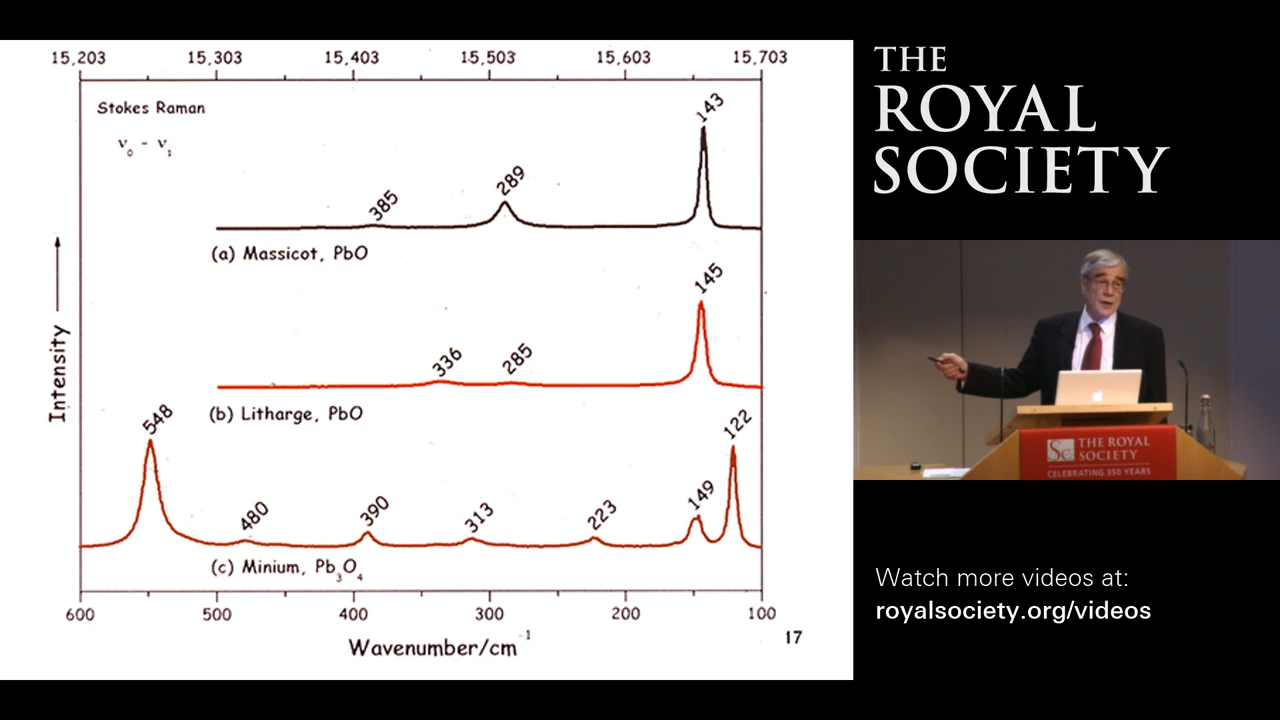 15,203 15,303 15,403 15,503 15,603 15,703
Stokes Raman
ν₀ - ν₁
143
289
385
(a) Massicot, PbO
145
336
285
(b) Litharge, PbO
Intensity
548
480
390
313
223
149
122
(c) Minium, Pb₃O₄
600 500 400 300 200 100
Wavenumber/cm⁻¹
17
THE
ROYAL
SOCIETY
Sc
THE ROYAL
SOCIETY
CELEBRATING 350 YEARS
Watch more videos at:
royalsociety.org/videos